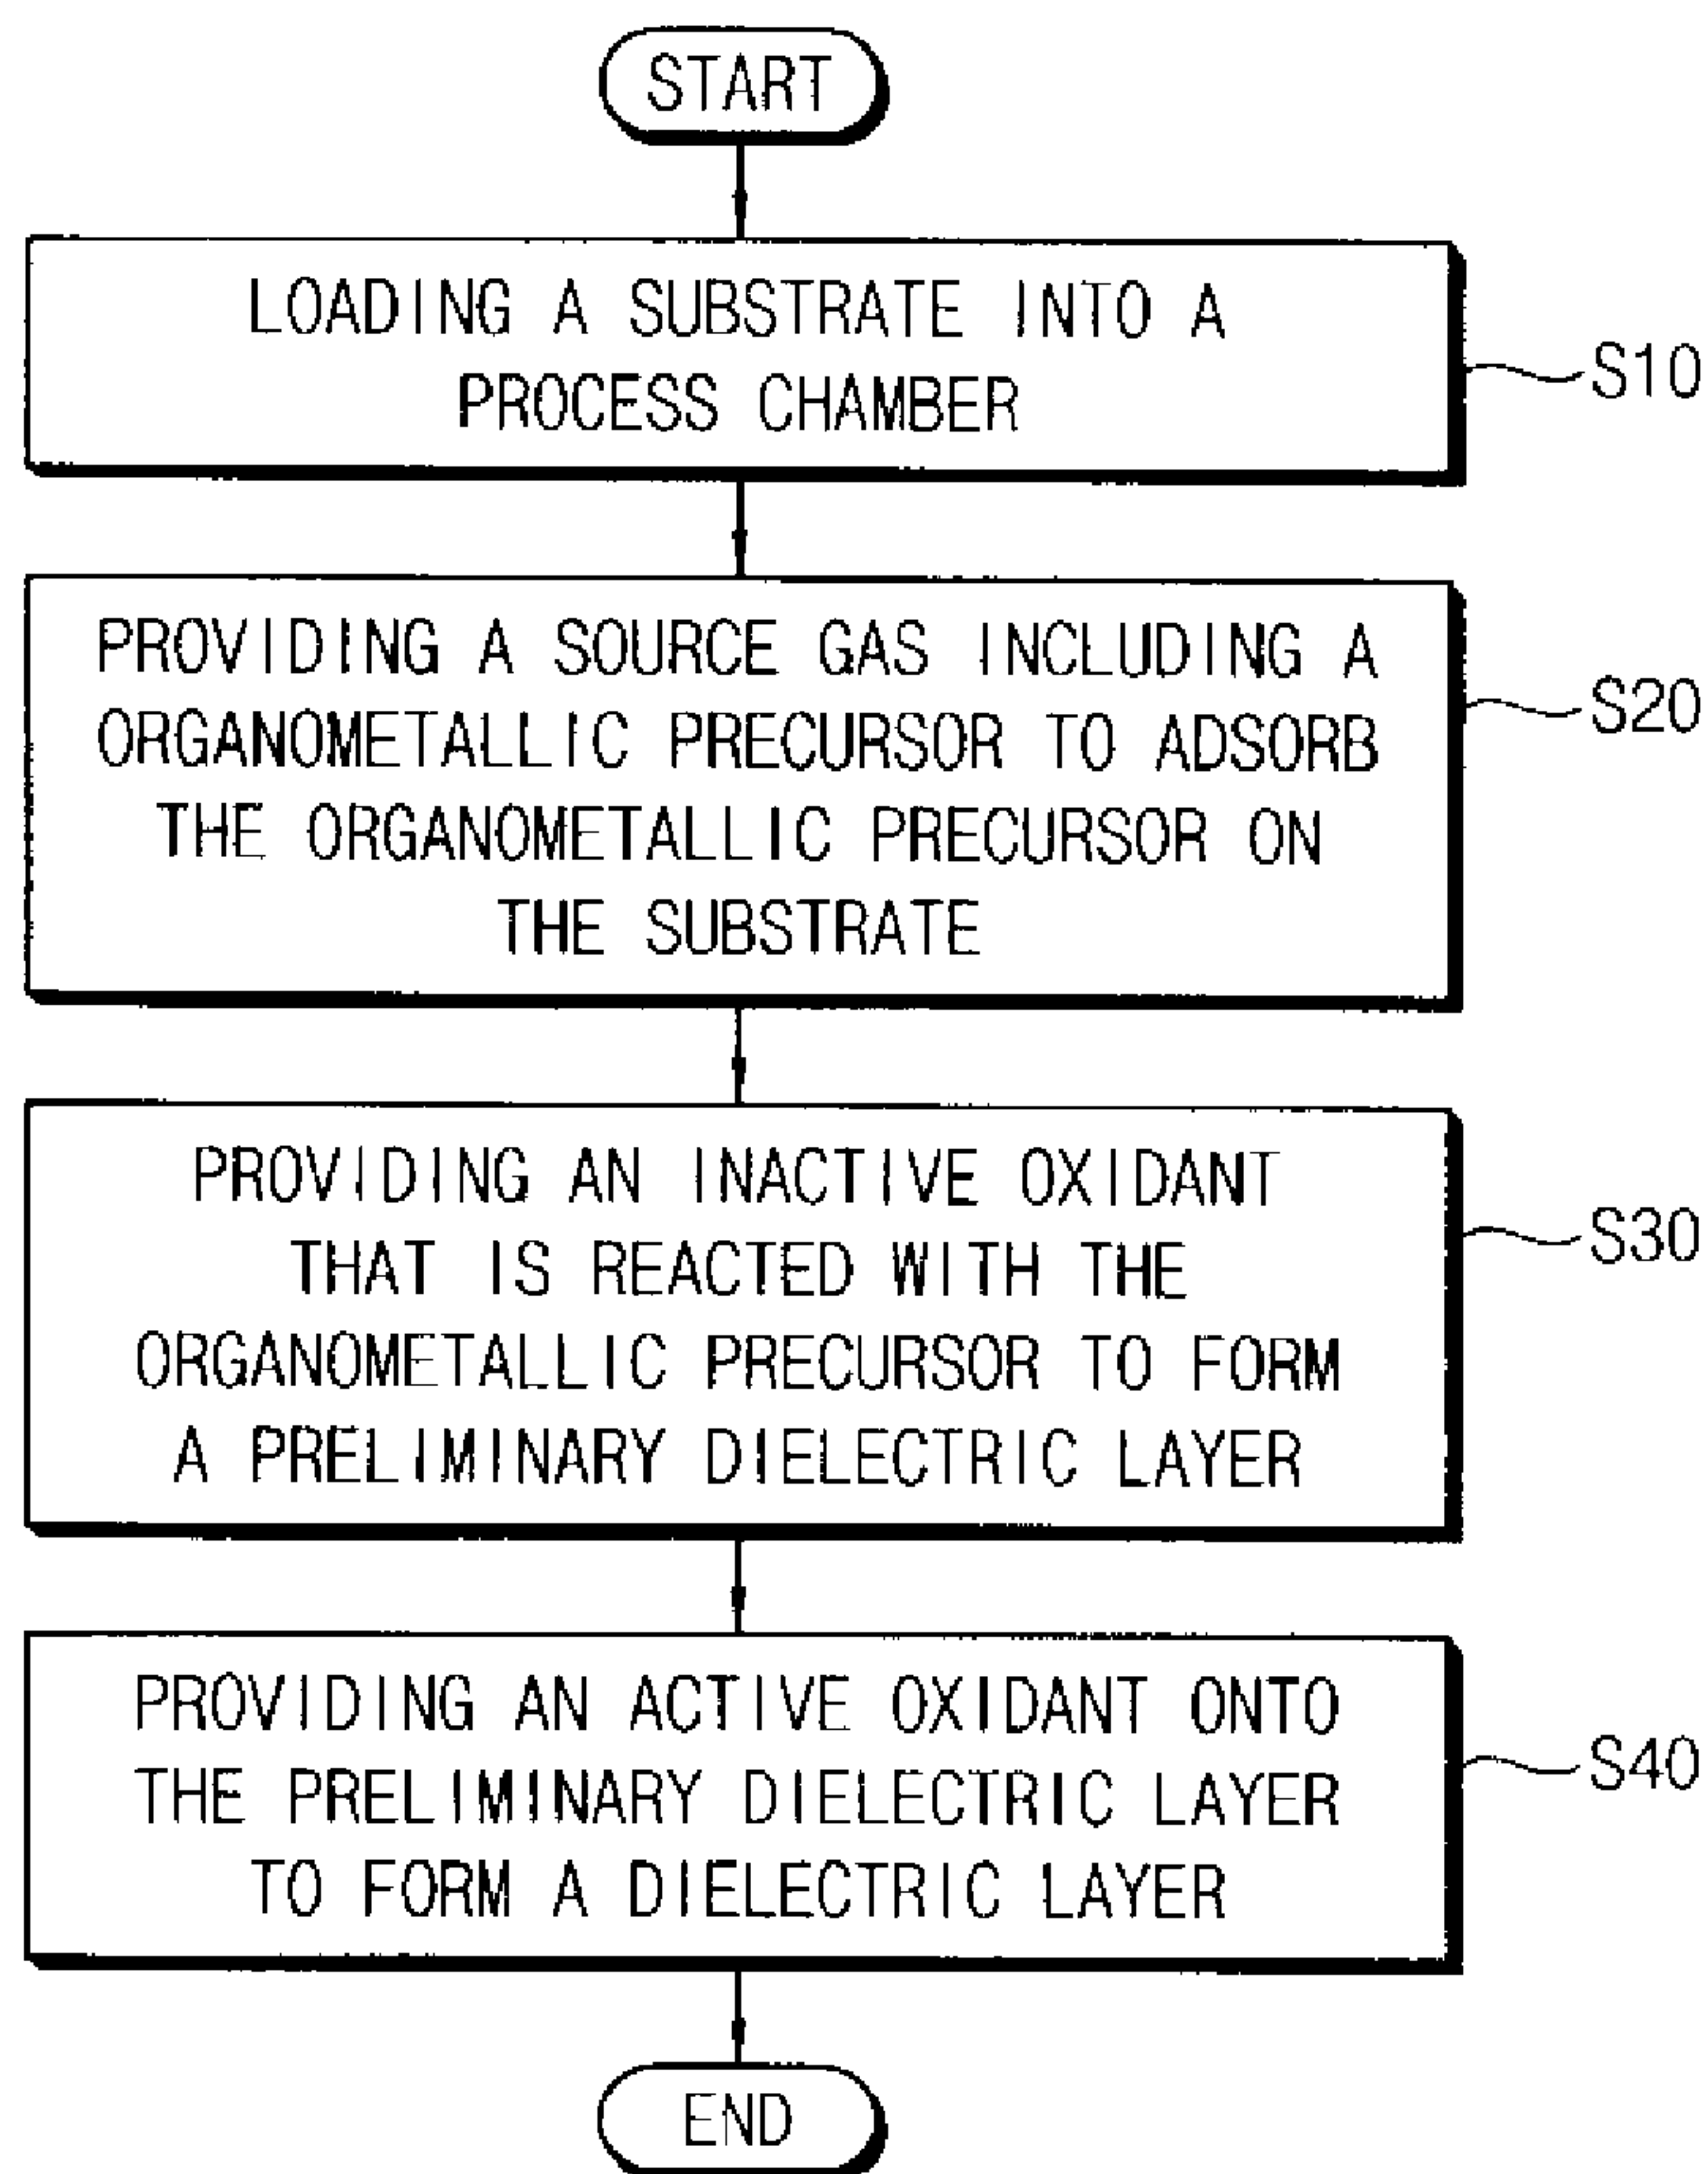 START
LOADING A SUBSTRATE INTO A
PROCESS CHAMBER
S10
PROVIDING A SOURCE GAS INCLUDING A
ORGANOMETALLIC PRECURSOR TO ADSORB
THE ORGANOMETALLIC PRECURSOR ON
THE SUBSTRATE
S20
PROVIDING AN INACTIVE OXIDANT
THAT IS REACTED WITH THE
ORGANOMETALLIC PRECURSOR TO FORM
A PRELIMINARY DIELECTRIC LAYER
S30
PROVIDING AN ACTIVE OXIDANT ONTO
THE PRELIMINARY DIELECTRIC LAYER
TO FORM A DIELECTRIC LAYER
S40
END